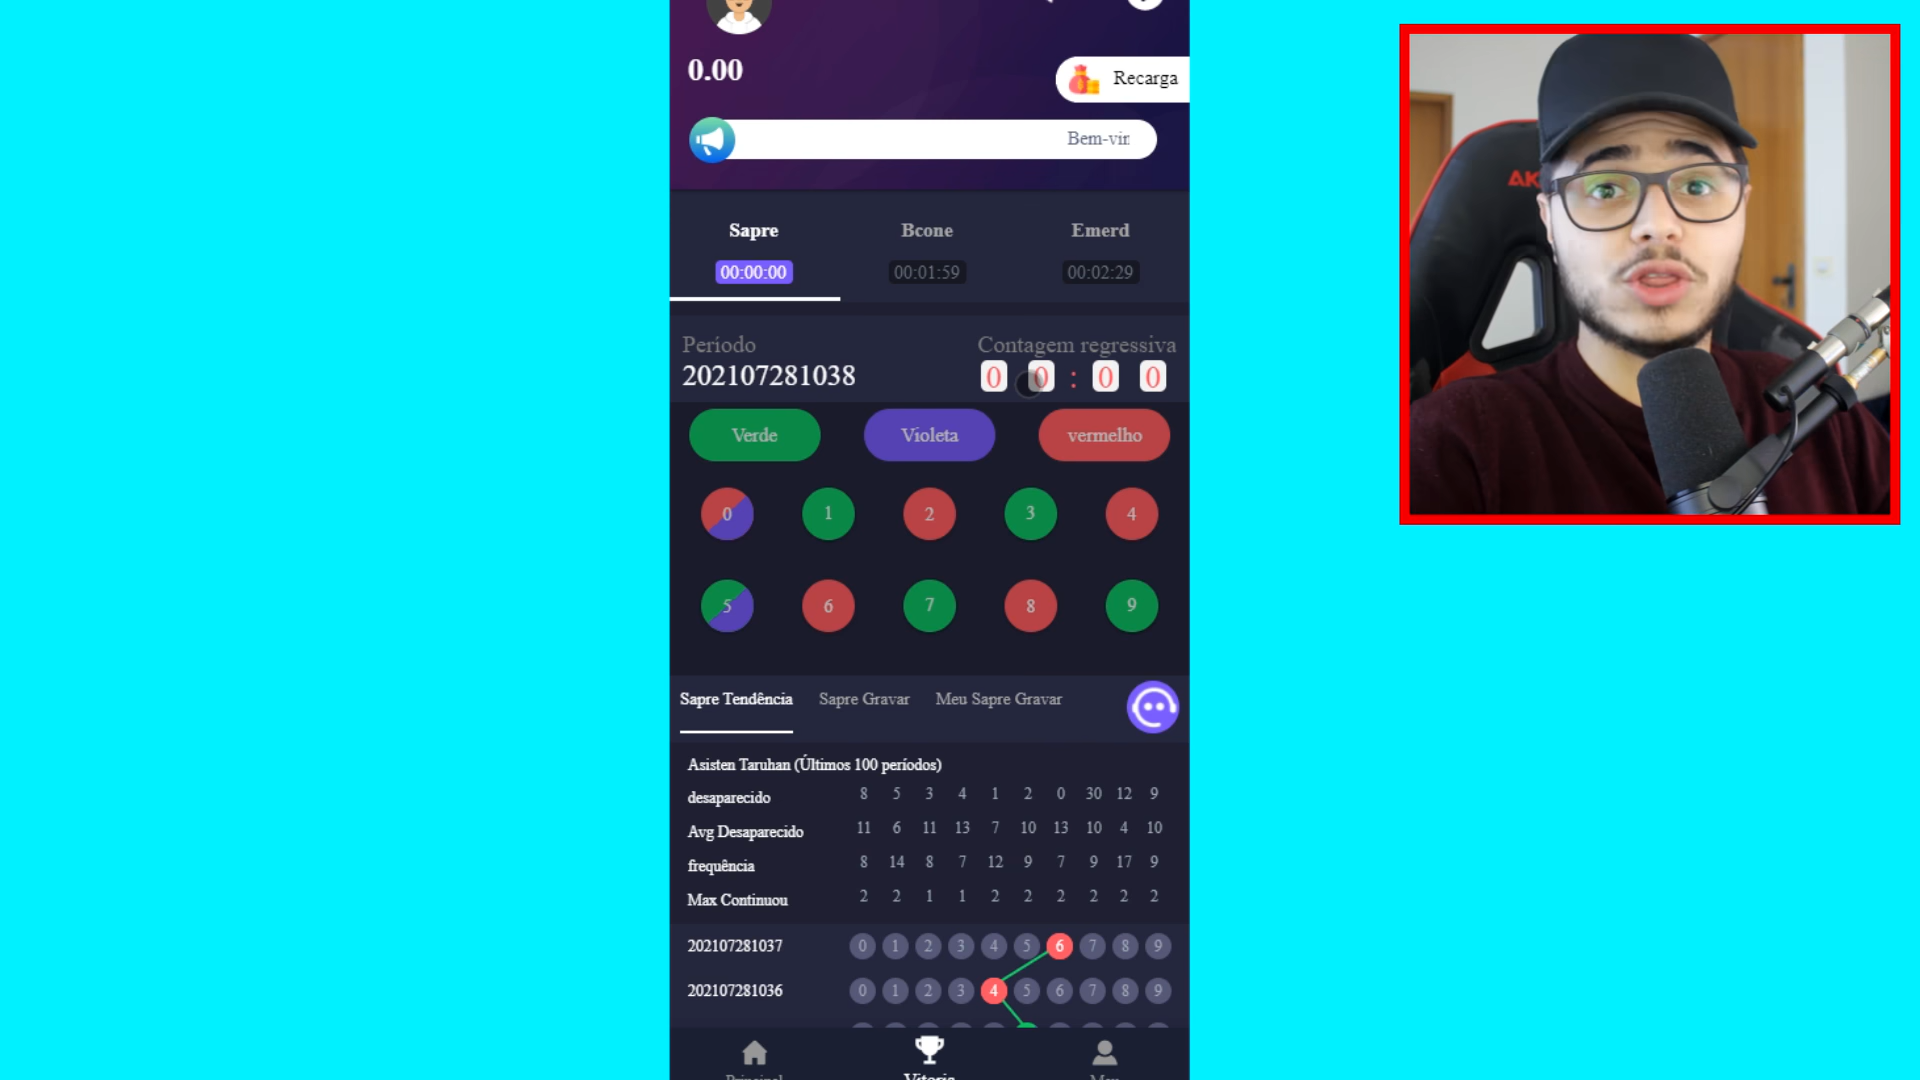 0.00
Recarga
Bem-vir
Sapre Bcone Emerd
00:00:00 00:01:59 00:02:29
Período Contagem regressiva
202107281038 0 0 : 0 0
Verde Violeta vermelho
0 1 2 3 4
5 6 7 8 9
Sapre Tendência Sapre Gravar Meu Sapre Gravar
Asisten Taruhan (Últimos 100 períodos)
desaparecido 8 5 3 4 1 2 0 30 12 9
Avg Desaparecido 11 6 11 13 7 10 13 10 4 10
frequência 8 14 8 7 12 9 7 9 17 9
Max Continuou 2 2 1 1 2 2 2 2 2 2
202107281037 0 1 2 3 4 5 6 7 8 9
202107281036 0 1 2 3 4 5 6 7 8 9
Principal Vitoria Meu
AK